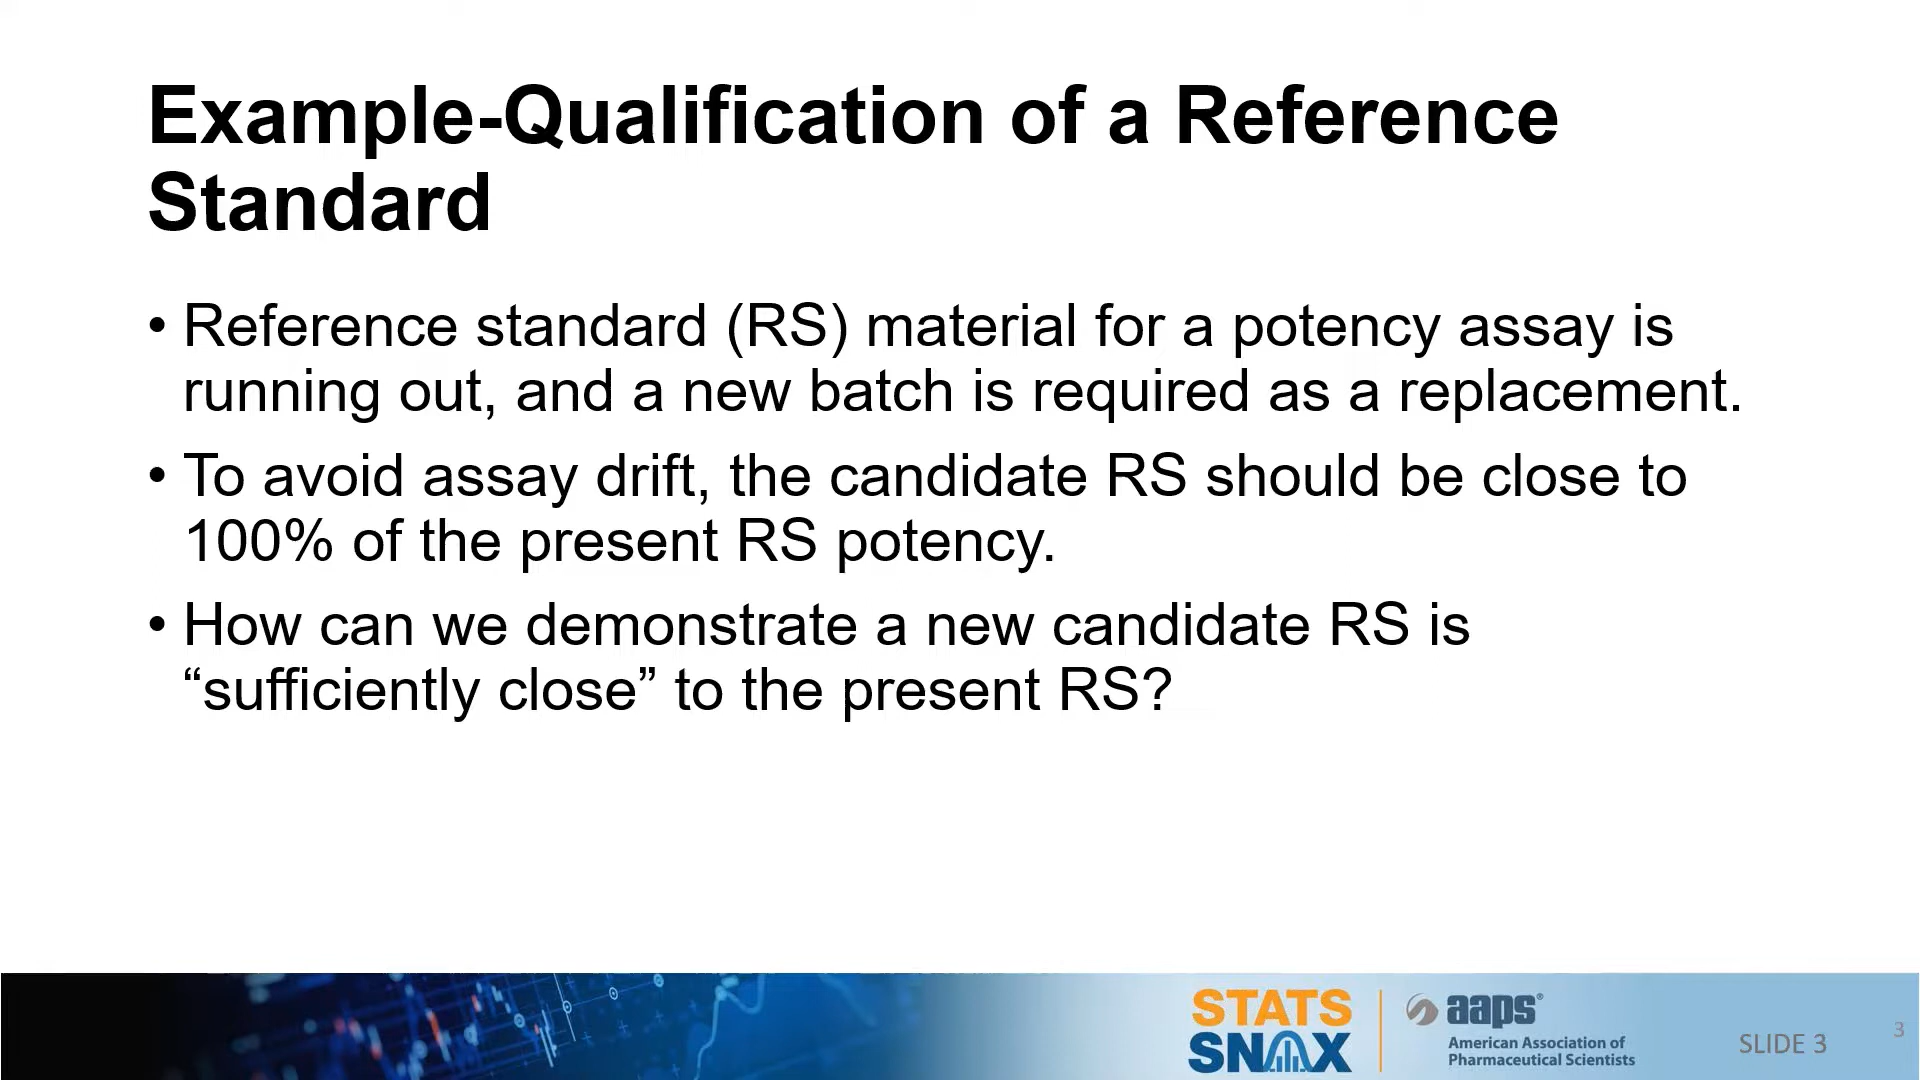 Example-Qualification of a Reference
Standard
• Reference standard (RS) material for a potency assay is
running out, and a new batch is required as a replacement.
• To avoid assay drift, the candidate RS should be close to
100% of the present RS potency.
• How can we demonstrate a new candidate RS is
“sufficiently close” to the present RS?
STATS
SNAX
aaps®
American Association of
Pharmaceutical Scientists
SLIDE 3
3